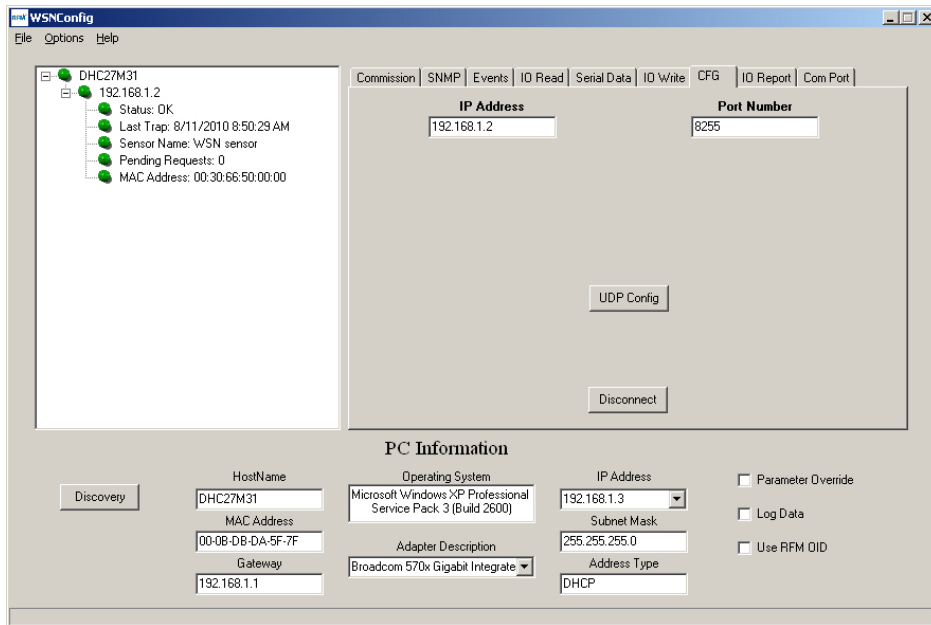 RFM WSNConfig
File Options Help
DHC27M31
192.168.1.2
Status: OK
Last Trap: 8/11/2010 8:50:29 AM
Sensor Name: WSN sensor
Pending Requests: 0
MAC Address: 00:30:66:50:00:00
Commission SNMP Events IO Read Serial Data IO Write CFG IO Report Com Port
IP Address Port Number
192.168.1.2 8255
UDP Config
Disconnect
PC Information
Discovery
HostName
DHC27M31
MAC Address
00-0B-DB-DA-5F-7F
Gateway
192.168.1.1
Operating System
Microsoft Windows XP Professional
Service Pack 3 (Build 2600)
Adapter Description
Broadcom 570x Gigabit Integrate
IP Address
192.168.1.3
Subnet Mask
255.255.255.0
Address Type
DHCP
Parameter Override
Log Data
Use RFM OID